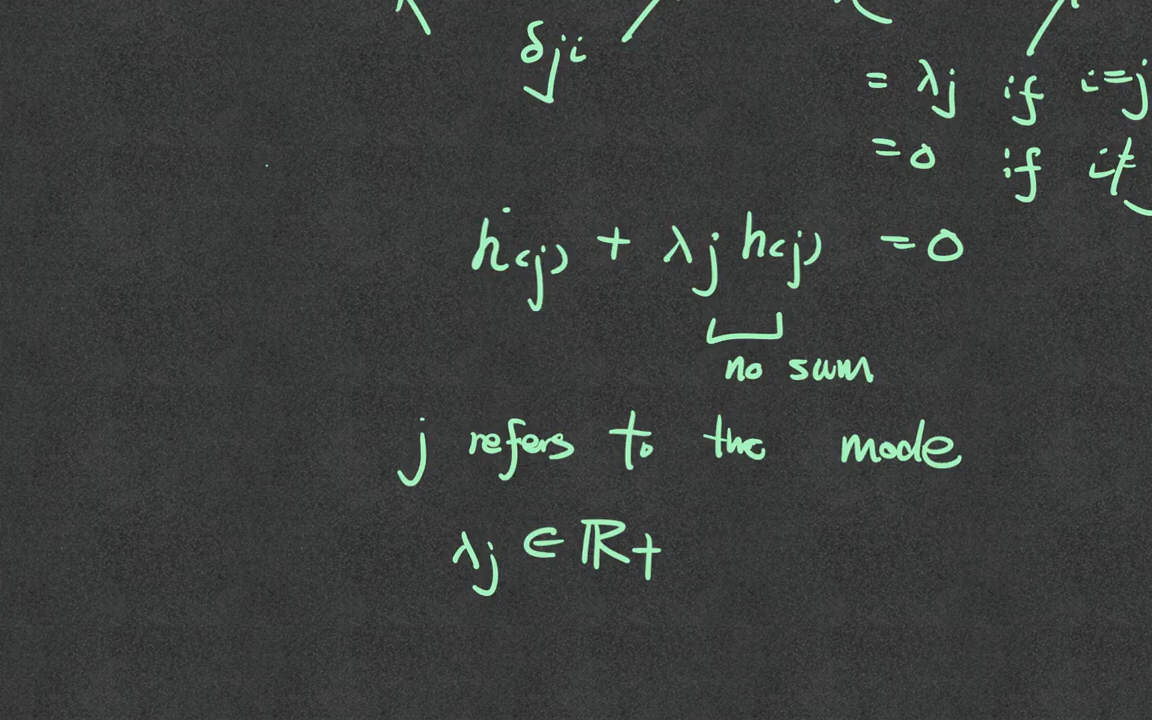 δji
= λj if i=j
=0 if i≠
ḣ(j) + λj h(j) =0
no sum
j refers to the mode
λj ∈ ℝ+